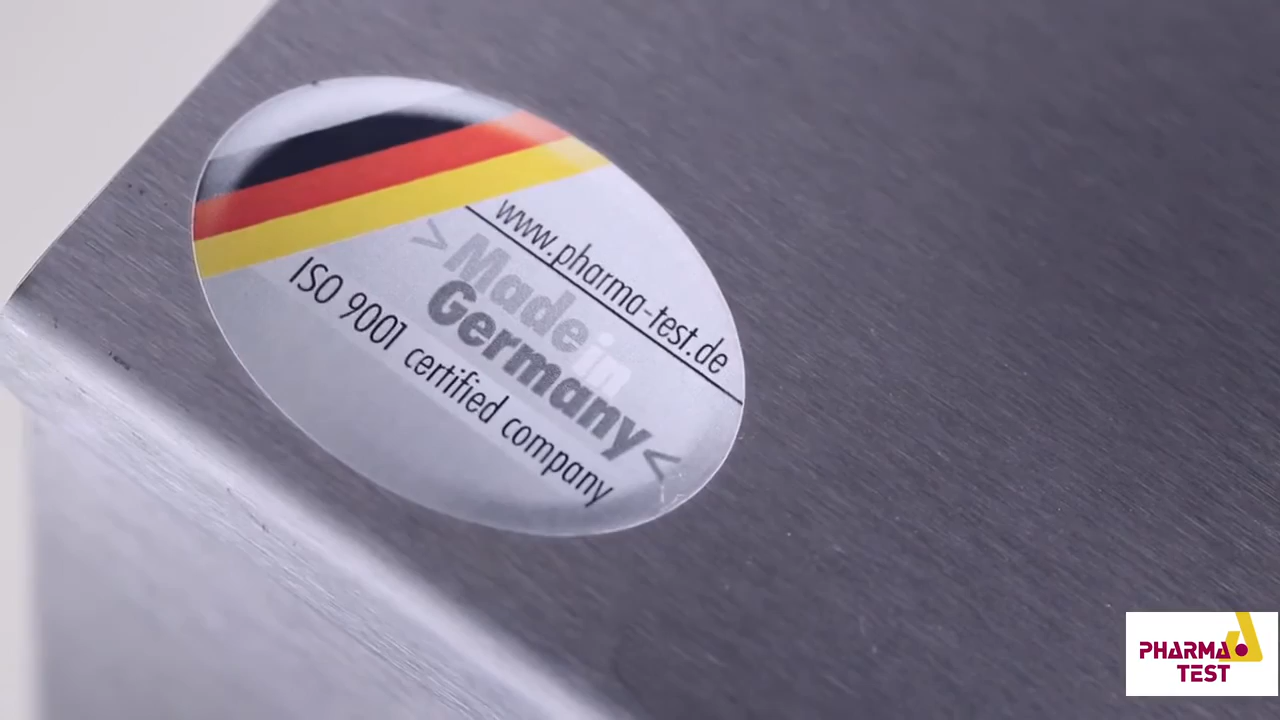 www.pharma-test.de
>Made in
Germany<
ISO 9001 certified company
PHARMA
TEST